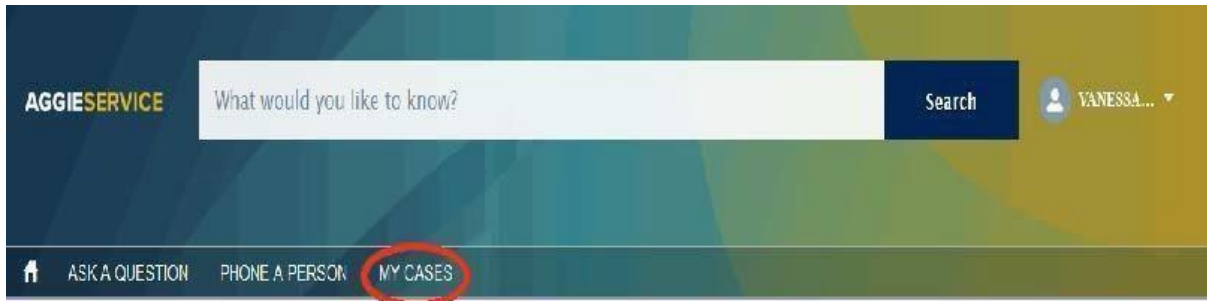 AGGIESERVICE What would you like to know? Search VANESSA...
ASK A QUESTION PHONE A PERSON MY CASES